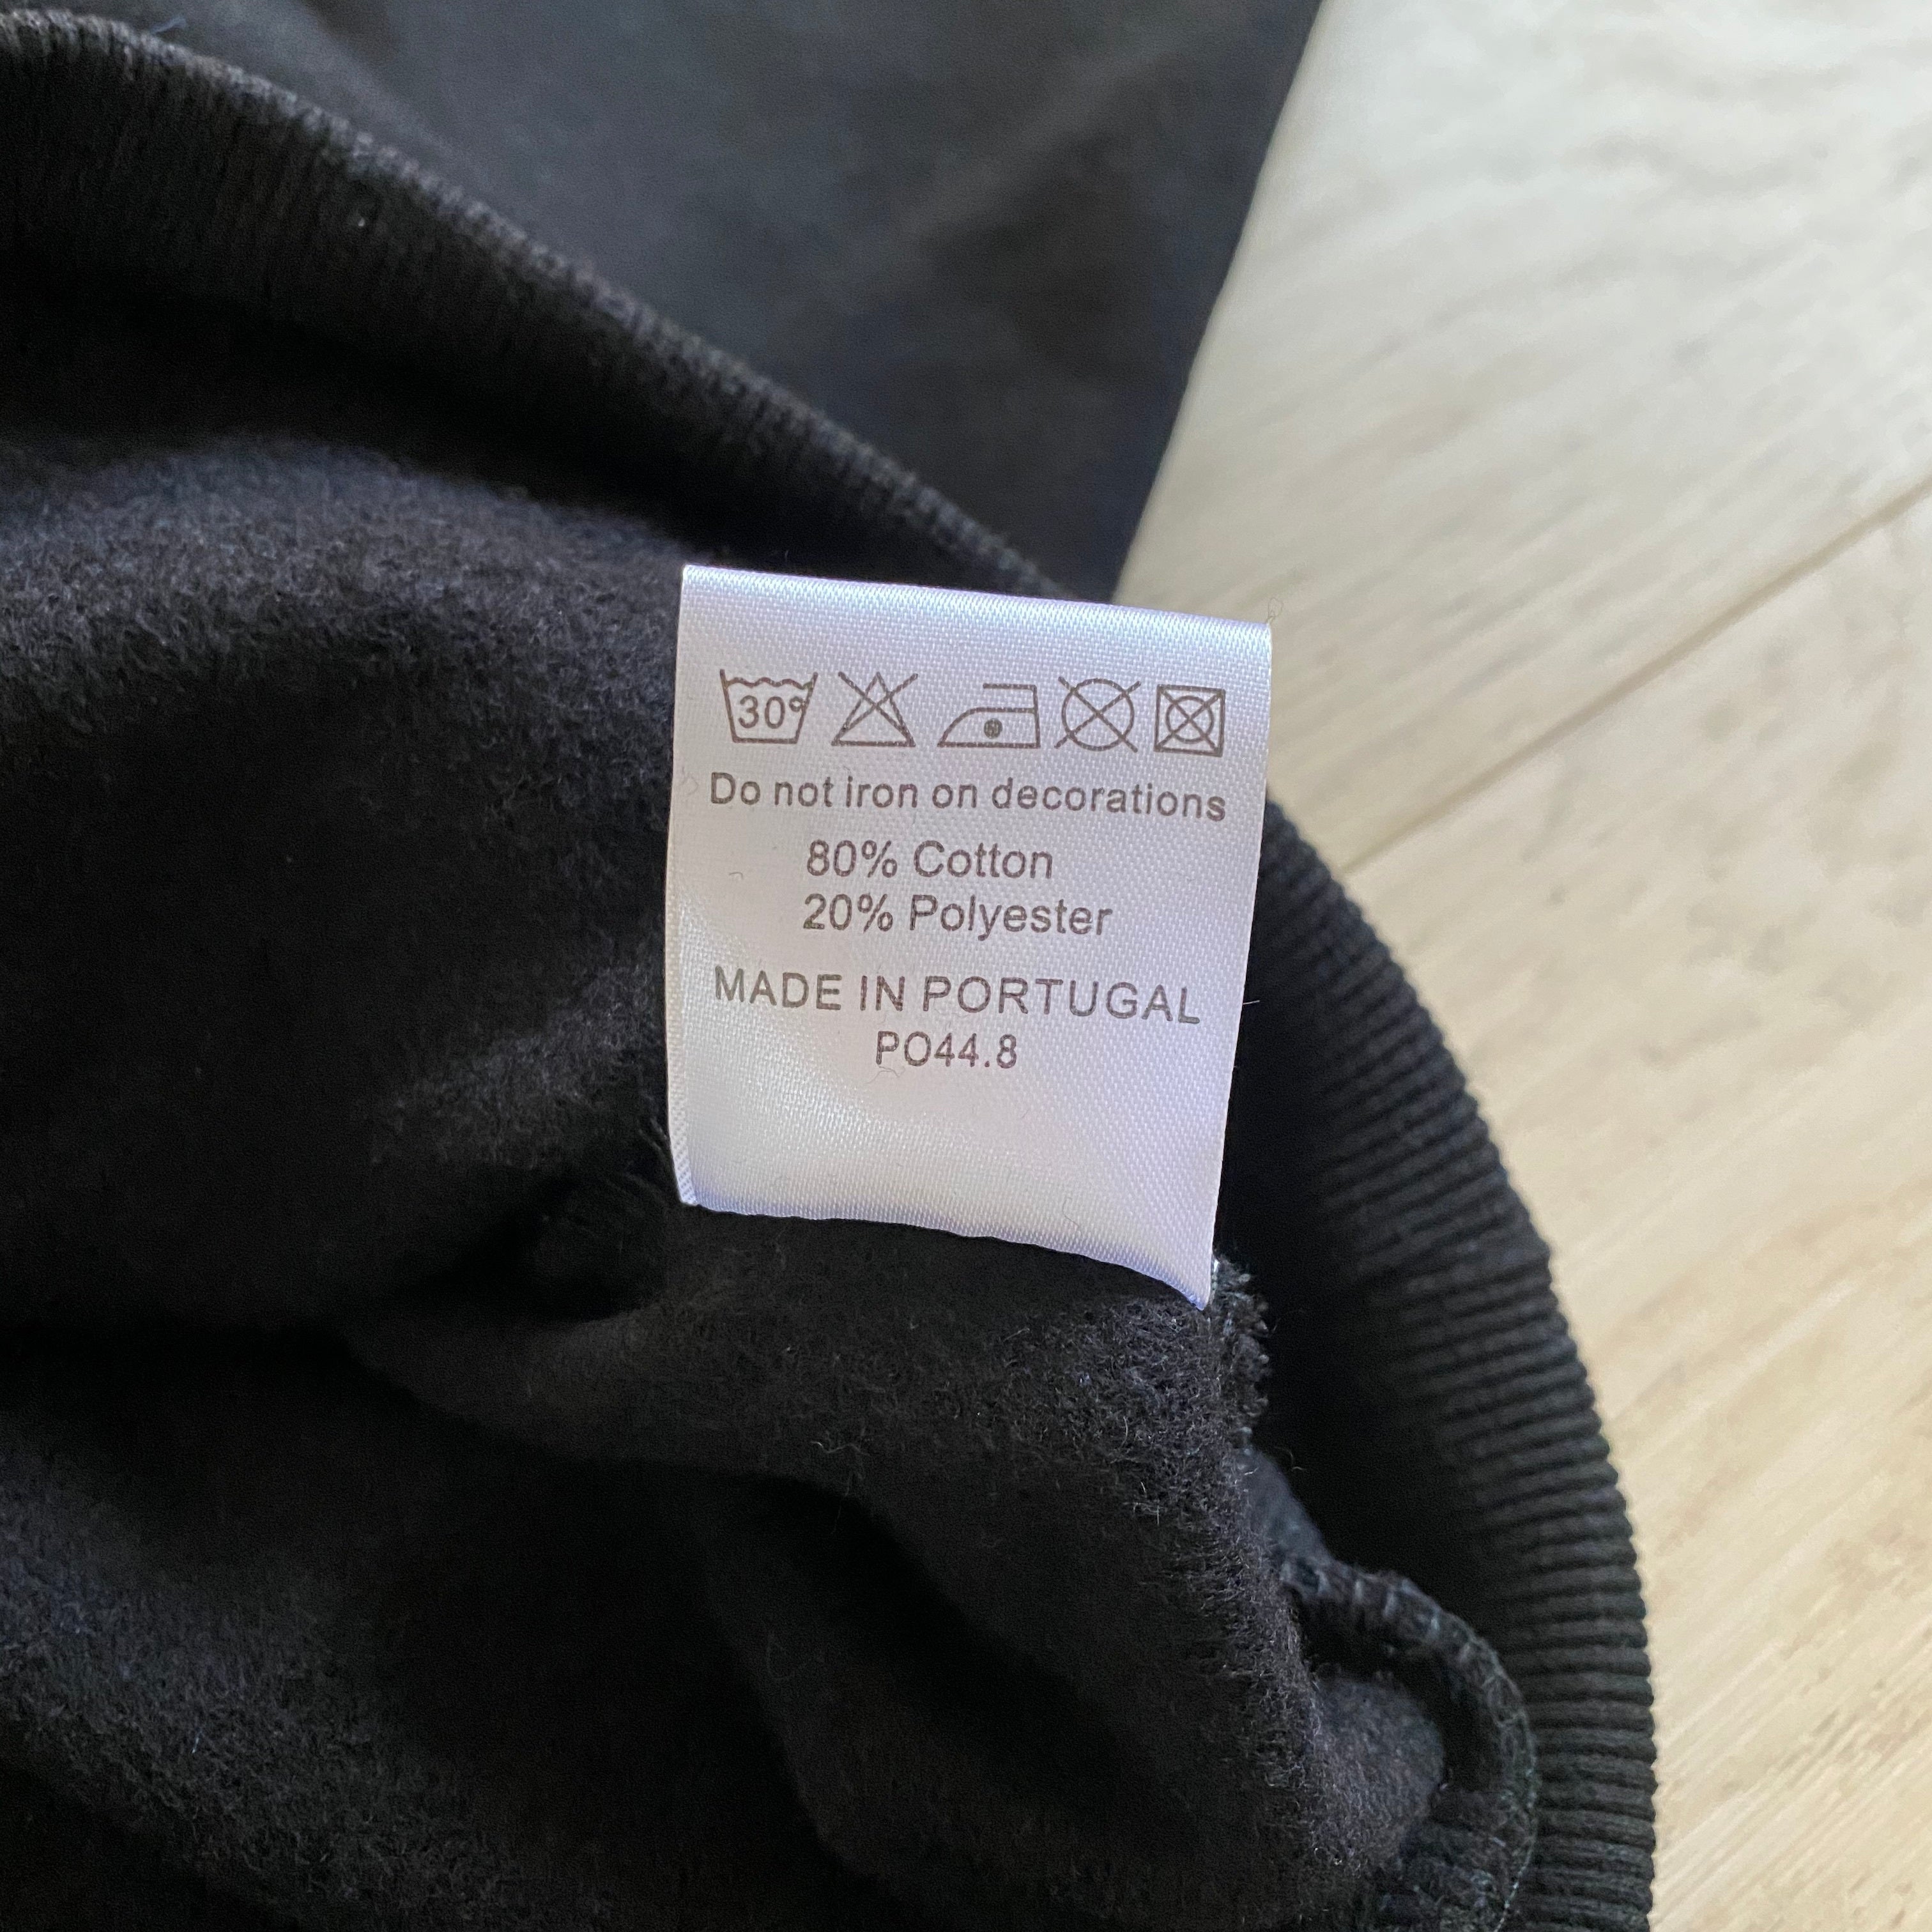 30°
Do not iron on decorations
80% Cotton
20% Polyester
MADE IN PORTUGAL
PO44.8